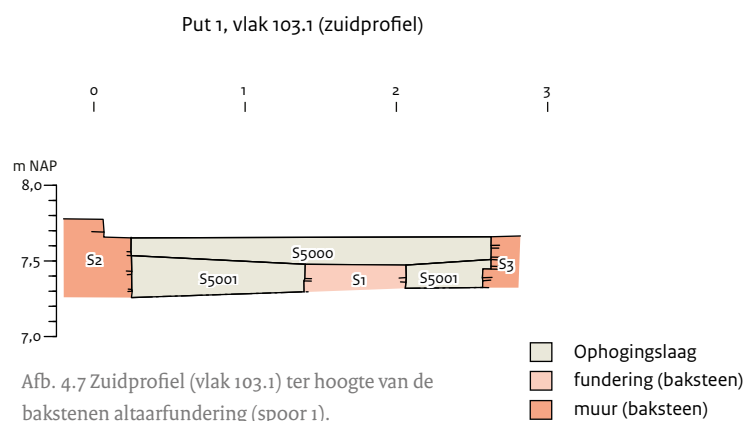 Put 1, vlak 103.1 (zuidprofiel)
0 1 2 3
m NAP
8,0
7,5
7,0
S2
S5000
S5001
S1
S5001
S3
Ophogingslaag
fundering (baksteen)
muur (baksteen)
Afb. 4.7 Zuidprofiel (vlak 103.1) ter hoogte van de
bakstenen altaarfundering (spoor 1).